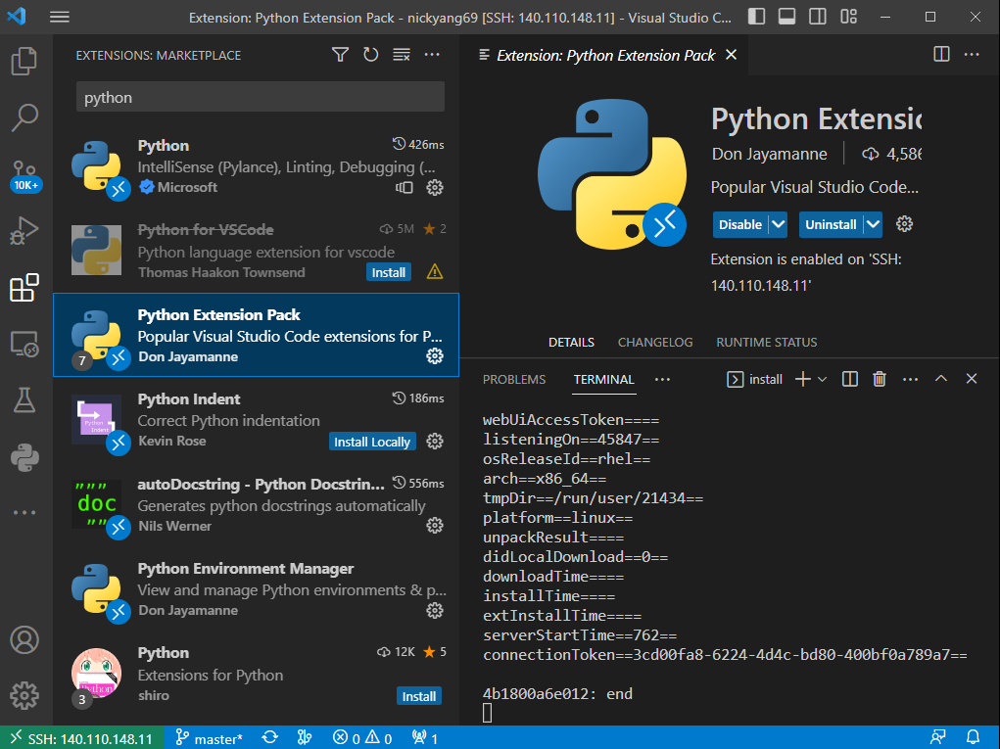 Extension: Python Extension Pack - nickyang69 [SSH: 140.110.148.11] - Visual Studio C...
EXTENSIONS: MARKETPLACE
python
10K+
Python
426ms
IntelliSense (Pylance), Linting, Debugging (...
Microsoft
Python for VSCode
5M
2
Python language extension for vscode
Thomas Haakon Townsend
Install
Python Extension Pack
Popular Visual Studio Code extensions for P...
7
Don Jayamanne
Python Indent
186ms
Correct Python indentation
Python
Indent
Kevin Rose
Install Locally
autoDocstring - Python Docstrin...
556ms
"""
doc
""
Generates python docstrings automatically
Nils Werner
Python Environment Manager
View and manage Python environments & p...
Don Jayamanne
Python
12K
5
Extensions for Python
python
3
shiro
Install
Extension: Python Extension Pack
Python Extensic
Don Jayamanne
4,586
Popular Visual Studio Code...
Disable
Uninstall
Extension is enabled on 'SSH:
140.110.148.11'
DETAILS
CHANGELOG
RUNTIME STATUS
PROBLEMS
TERMINAL
install
webUiAccessToken====
listeningOn==45847==
osReleaseId==rhel==
arch==x86_64==
tmpDir==/run/user/21434==
platform==linux==
unpackResult====
didLocalDownload==0==
downloadTime====
installTime====
extInstallTime====
serverStartTime==762==
connectionToken==3cd00fa8-6224-4d4c-bd80-400bf0a789a7==
4b1800a6e012: end
SSH: 140.110.148.11
master*
0
0
1